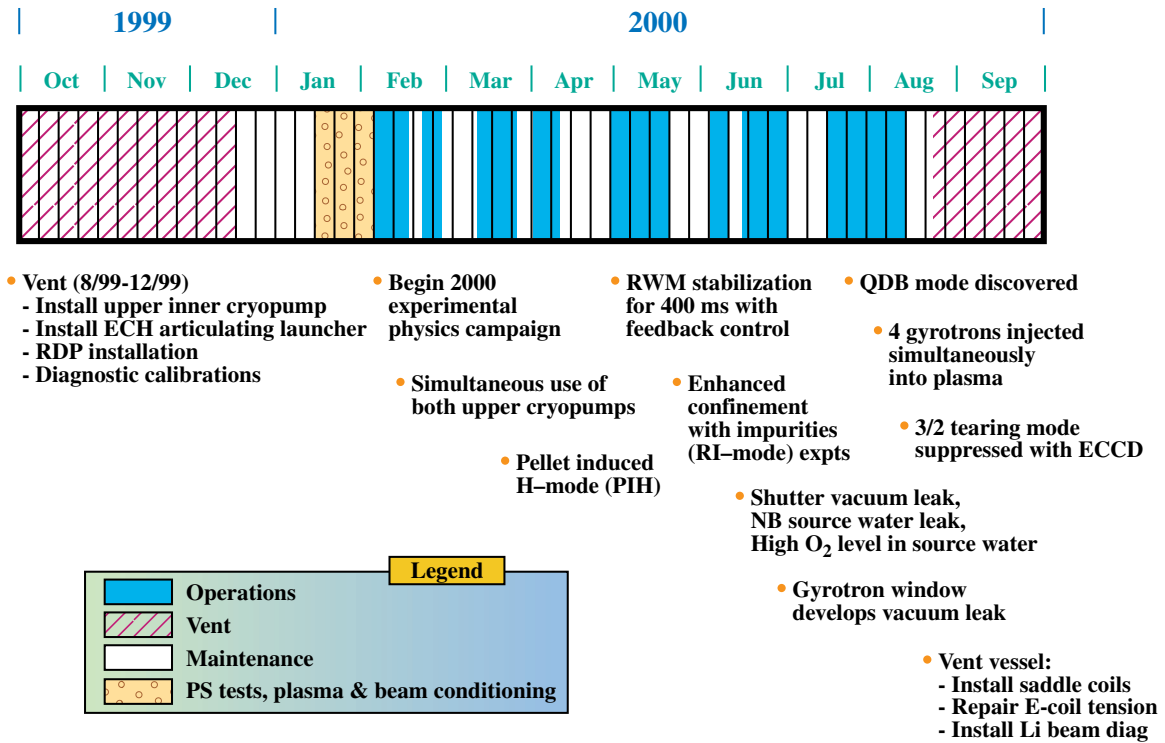 1999
2000
Oct Nov Dec Jan Feb Mar Apr May Jun Jul Aug Sep
• Vent (8/99-12/99)
- Install upper inner cryopump
- Install ECH articulating launcher
- RDP installation
- Diagnostic calibrations
• Begin 2000
experimental
physics campaign
• Simultaneous use of
both upper cryopumps
• Pellet induced
H–mode (PIH)
• RWM stabilization
for 400 ms with
feedback control
• Enhanced
confinement
with impurities
(RI–mode) expts
• Shutter vacuum leak,
NB source water leak,
High O2 level in source water
• Gyrotron window
develops vacuum leak
• QDB mode discovered
• 4 gyrotrons injected
simultaneously
into plasma
• 3/2 tearing mode
suppressed with ECCD
• Vent vessel:
- Install saddle coils
- Repair E-coil tension
- Install Li beam diag
Legend
Operations
Vent
Maintenance
PS tests, plasma & beam conditioning